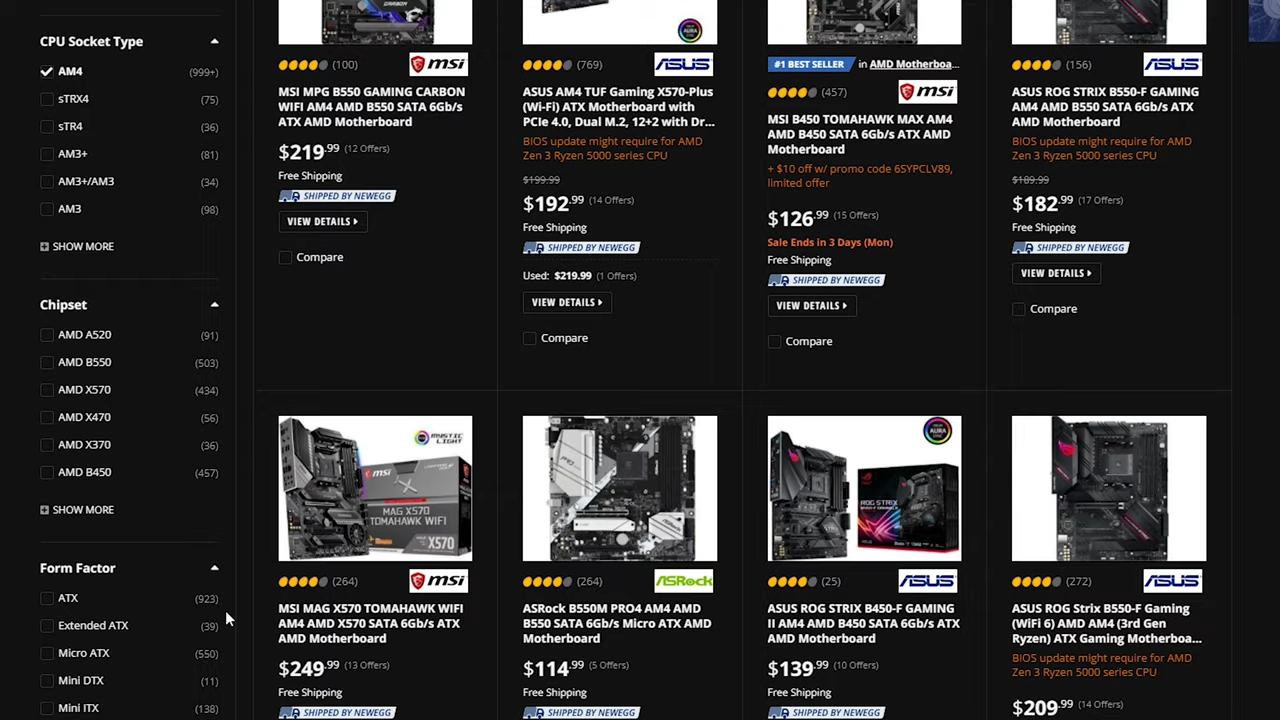 CPU Socket Type
AM4 (999+)
sTRX4 (75)
sTR4 (36)
AM3+ (81)
AM3+/AM3 (34)
AM3 (98)
SHOW MORE
Chipset
AMD A520 (91)
AMD B550 (503)
AMD X570 (434)
AMD X470 (56)
AMD X370 (36)
AMD B450 (457)
SHOW MORE
Form Factor
ATX (923)
Extended ATX (39)
Micro ATX (550)
Mini DTX (11)
Mini ITX (138)
(100) msi
MSI MPG B550 GAMING CARBON
WIFI AM4 AMD B550 SATA 6Gb/s
ATX AMD Motherboard
$219.99 (12 Offers)
Free Shipping
SHIPPED BY NEWEGG
VIEW DETAILS
Compare
AURA
(769) ASUS
ASUS AM4 TUF Gaming X570-Plus
(Wi-Fi) ATX Motherboard with
PCIe 4.0, Dual M.2, 12+2 with Dr...
BIOS update might require for AMD
Zen 3 Ryzen 5000 series CPU
$199.99
$192.99 (14 Offers)
Free Shipping
SHIPPED BY NEWEGG
Used: $219.99 (1 Offers)
VIEW DETAILS
Compare
#1 BEST SELLER in AMD Motherboa...
(457) msi
MSI B450 TOMAHAWK MAX AM4
AMD B450 SATA 6Gb/s ATX AMD
Motherboard
+ $10 off w/ promo code 65YPCLV89,
limited offer
$126.99 (15 Offers)
Sale Ends in 3 Days (Mon)
Free Shipping
SHIPPED BY NEWEGG
VIEW DETAILS
Compare
(156) ASUS
ASUS ROG STRIX B550-F GAMING
AM4 AMD B550 SATA 6Gb/s ATX
AMD Motherboard
BIOS update might require for AMD
Zen 3 Ryzen 5000 series CPU
$189.99
$182.99 (17 Offers)
Free Shipping
SHIPPED BY NEWEGG
VIEW DETAILS
Compare
MYSTIC
LIGHT
msi
MAG X570
TOMAHAWK WIFI
X570
(264) msi
MSI MAG X570 TOMAHAWK WIFI
AM4 AMD X570 SATA 6Gb/s ATX
AMD Motherboard
$249.99 (13 Offers)
Free Shipping
SHIPPED BY NEWEGG
(264) ASRock
ASRock B550M PRO4 AM4 AMD
B550 SATA 6Gb/s Micro ATX AMD
Motherboard
$114.99 (5 Offers)
Free Shipping
SHIPPED BY NEWEGG
AURA
ROG STRIX
(25) ASUS
ASUS ROG STRIX B450-F GAMING
II AM4 AMD B450 SATA 6Gb/s ATX
AMD Motherboard
$139.99 (10 Offers)
Free Shipping
SHIPPED BY NEWEGG
(272) ASUS
ASUS ROG Strix B550-F Gaming
(WiFi 6) AMD AM4 (3rd Gen
Ryzen) ATX Gaming Motherboa...
BIOS update might require for AMD
Zen 3 Ryzen 5000 series CPU
$209.99 (14 Offers)